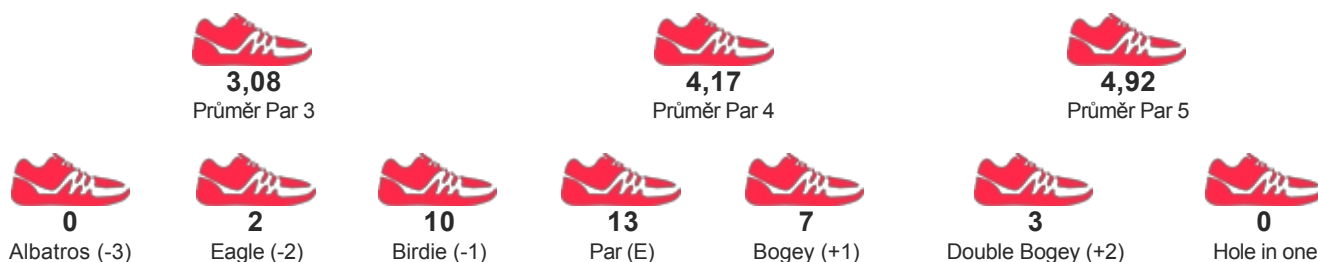 3,08 4,17 4,92
Průměr Par 3 Průměr Par 4 Průměr Par 5
0 2 10 13 7 3 0
Albatros (-3) Eagle (-2) Birdie (-1) Par (E) Bogey (+1) Double Bogey (+2) Hole in one